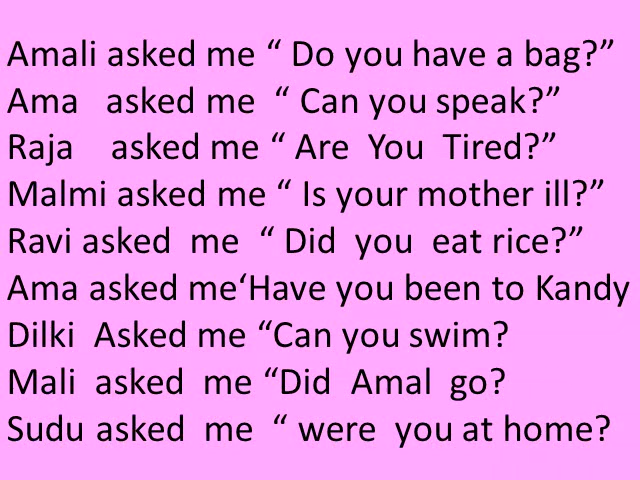 Amali asked me “ Do you have a bag?”
Ama asked me “ Can you speak?”
Raja asked me “ Are You Tired?”
Malmi asked me “ Is your mother ill?”
Ravi asked me “ Did you eat rice?”
Ama asked me‘Have you been to Kandy
Dilki Asked me “Can you swim?
Mali asked me “Did Amal go?
Sudu asked me “ were you at home?